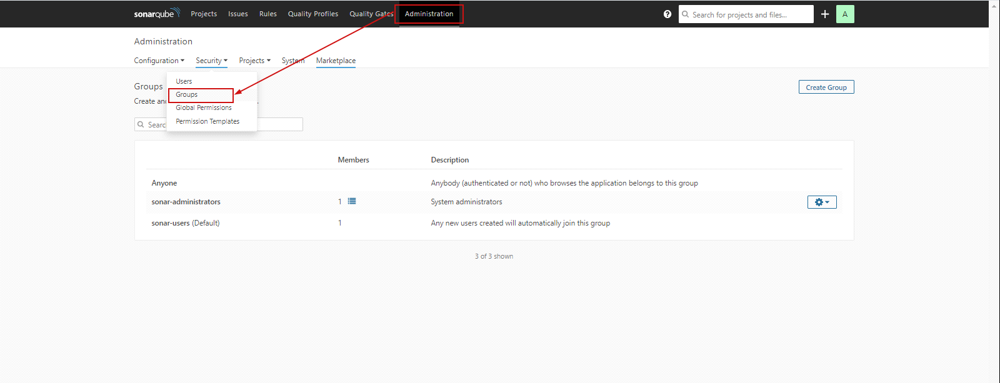 sonarqube Projects Issues Rules Quality Profiles Quality Gates Administration ? Search for projects and files... + A
Administration
Configuration Security Projects System Marketplace
Users
Groups
Create Group
Groups
Create and
Global Permissions
Searc
Permission Templates
Members Description
Anyone Anybody (authenticated or not) who browses the application belongs to this group
sonar-administrators 1 System administrators
sonar-users (Default) 1 Any new users created will automatically join this group
3 of 3 shown